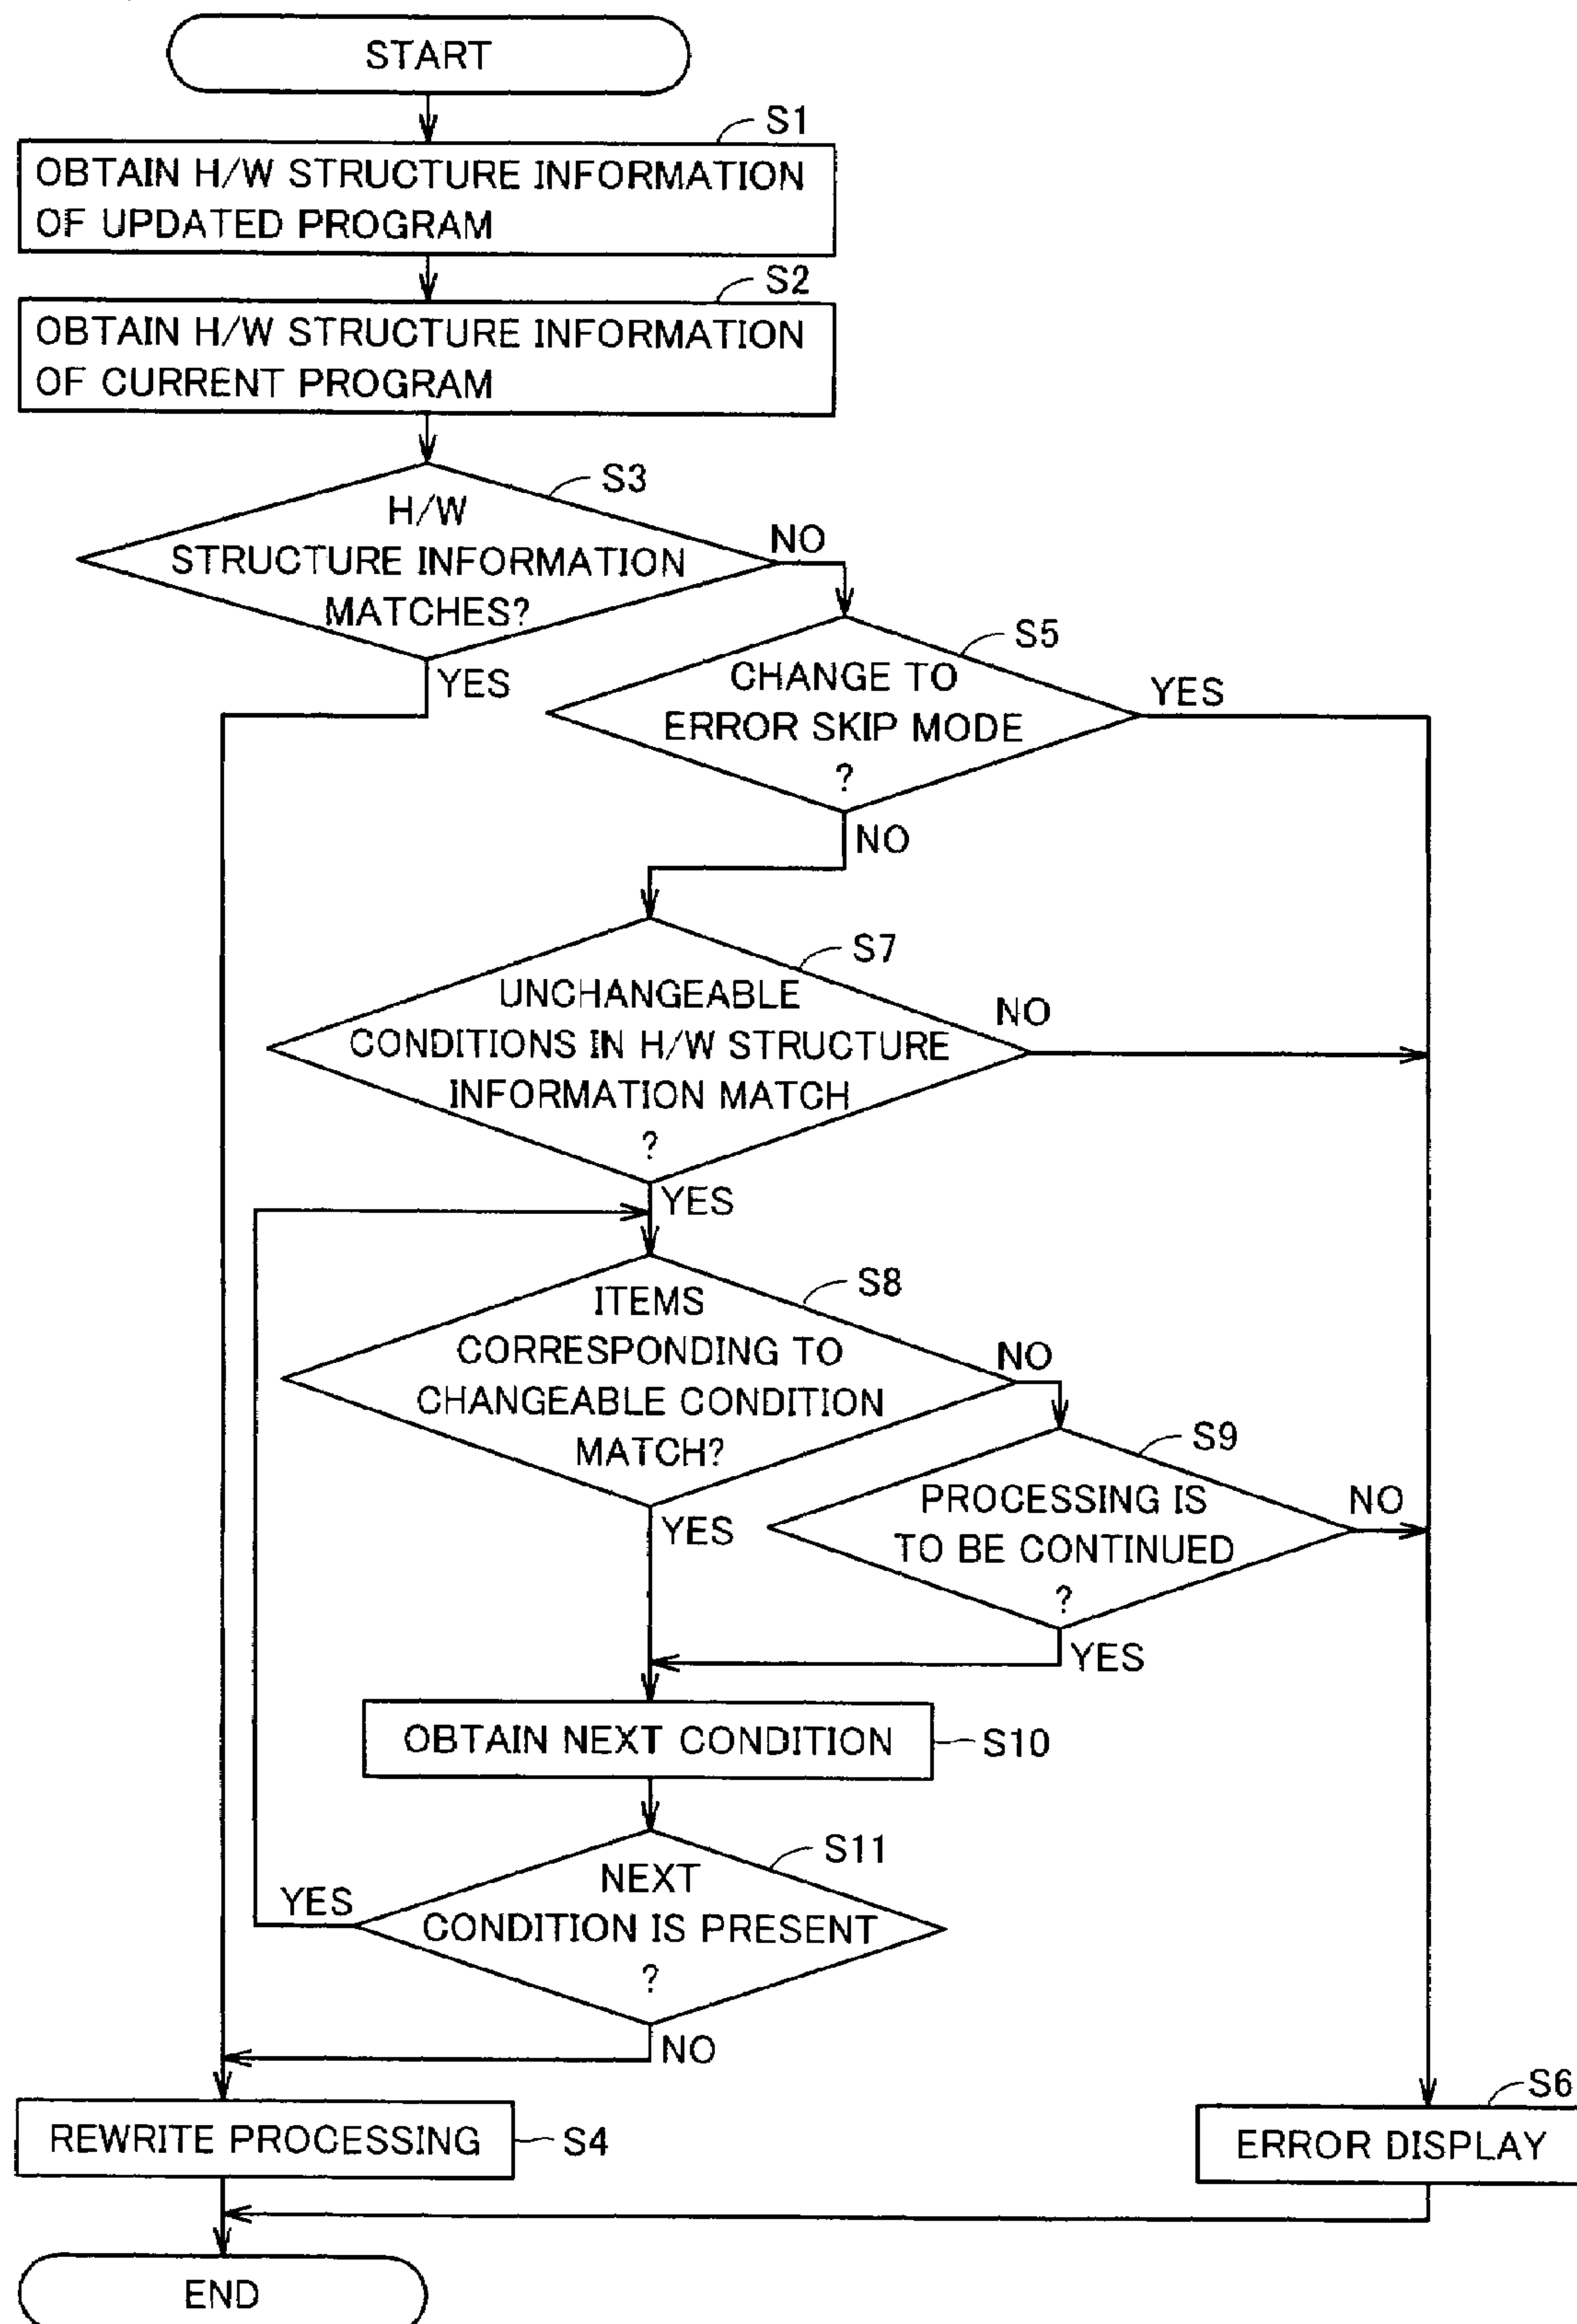 START
S1
OBTAIN H/W STRUCTURE INFORMATION
OF UPDATED PROGRAM
S2
OBTAIN H/W STRUCTURE INFORMATION
OF CURRENT PROGRAM
S3
H/W
STRUCTURE INFORMATION
MATCHES?
NO
YES
S5
CHANGE TO
ERROR SKIP MODE
?
YES
NO
S7
UNCHANGEABLE
CONDITIONS IN H/W STRUCTURE
INFORMATION MATCH
?
NO
YES
S8
ITEMS
CORRESPONDING TO
CHANGEABLE CONDITION
MATCH?
NO
YES
S9
PROCESSING IS
TO BE CONTINUED
?
NO
YES
OBTAIN NEXT CONDITION
S10
S11
NEXT
CONDITION IS PRESENT
?
YES
NO
REWRITE PROCESSING
S4
S6
ERROR DISPLAY
END